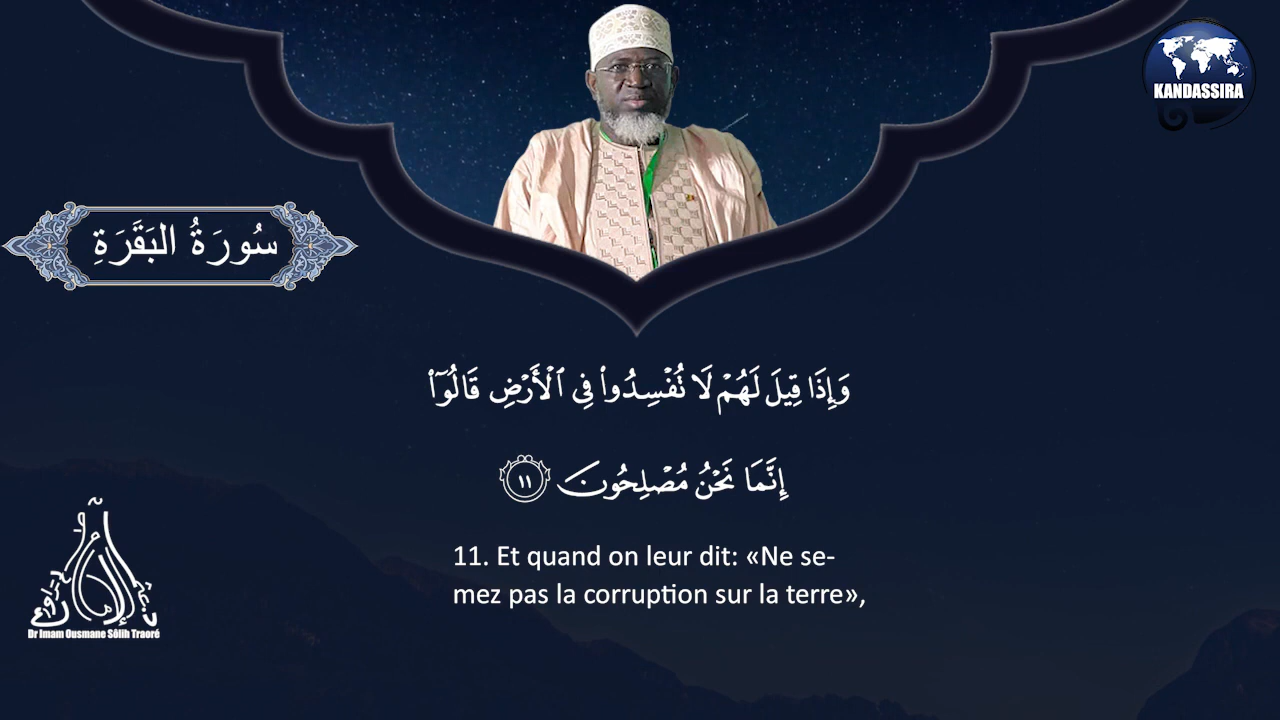 KANDASSIRA
سُورَةُ البَقَرَةِ
وَإِذَا قِيلَ لَهُمْ لَا تُفْسِدُوا۟ فِى ٱلْأَرْضِ قَالُوٓا۟
إِنَّمَا نَحْنُ مُصْلِحُونَ ١١
11. Et quand on leur dit: «Ne se-
mez pas la corruption sur la terre»,
Dr Imam Ousmane Sôlih Traoré